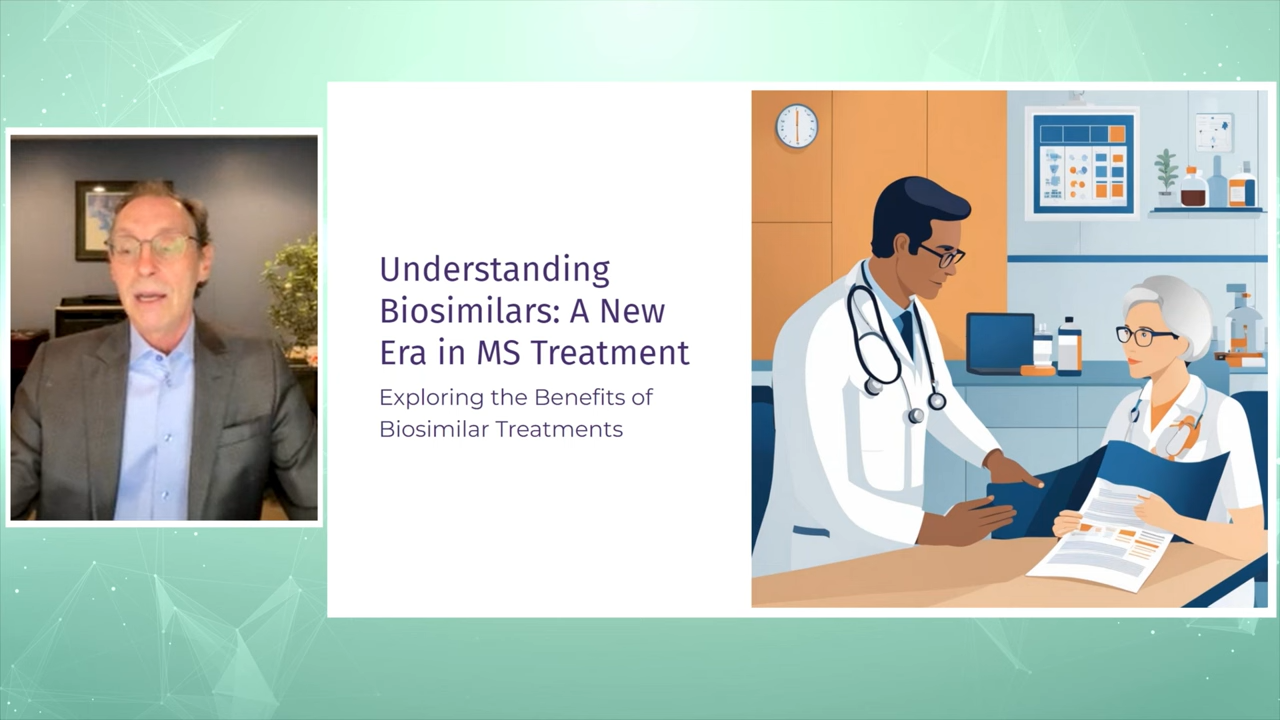 Understanding
Biosimilars: A New
Era in MS Treatment
Exploring the Benefits of
Biosimilar Treatments